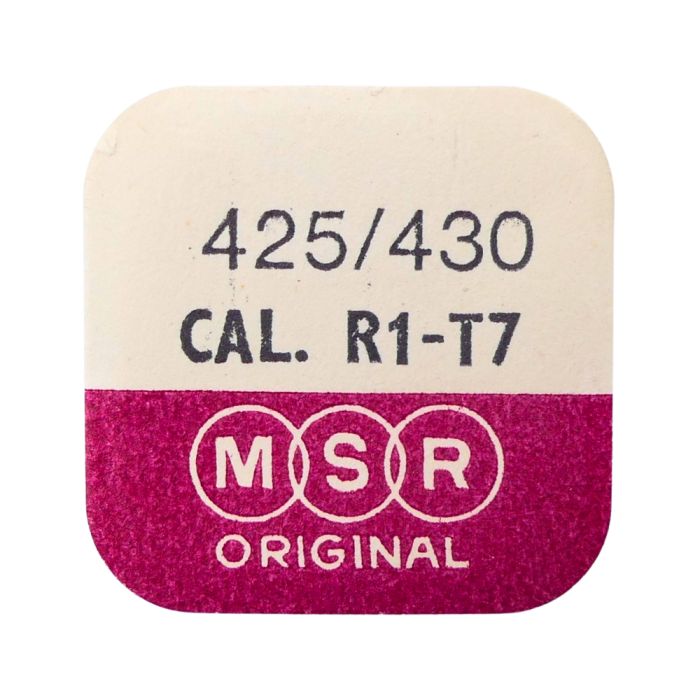 425/430
CAL. R1-T7
MSR
ORIGINAL